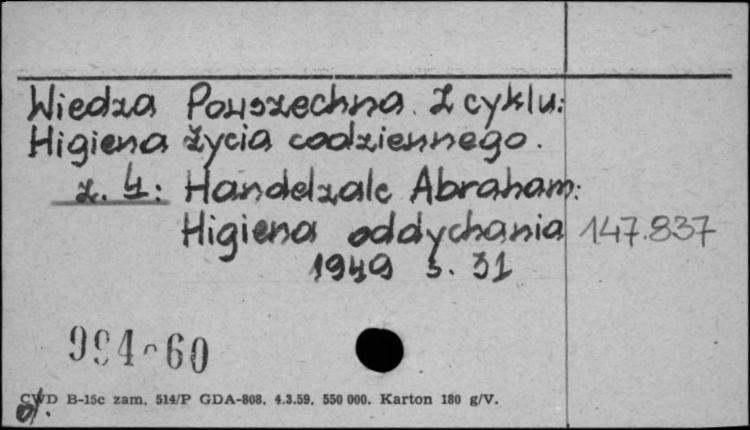 Wiedza Powszechna. Z cyklu:
Higiena życia codziennego.
z. 4: Handelzalc Abraham:
Higiena oddychania 147.837
1949 s. 31
994 60
CWD B-15c zam. 514/P GDA-808. 4.3.59. 550 000. Karton 180 g/V.